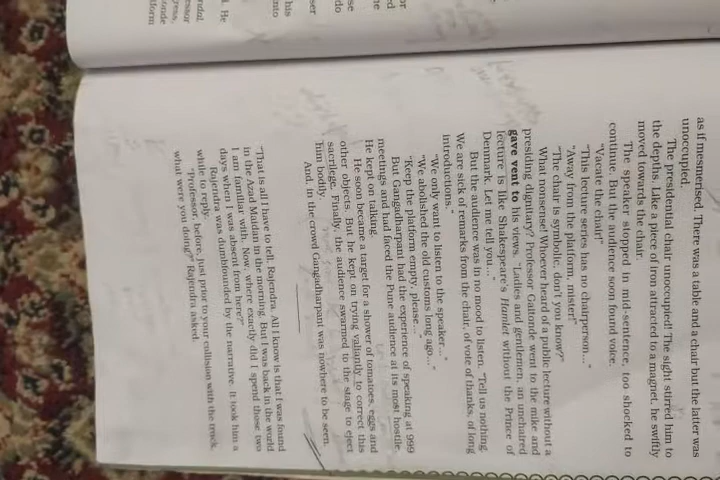 as if mesmerised. There was a table and a chair but the latter was
unoccupied.
The presidential chair unoccupied! The sight stirred him to
the depths. Like a piece of iron attracted to a magnet, he swiftly
moved towards the chair.
The speaker stopped in mid-sentence, too shocked to
continue. But the audience soon found voice.
"Vacate the chair!"
"This lecture series has no chairperson..."
"Away from the platform, mister!"
"The chair is symbolic, don't you know?"
What nonsense! Whoever heard of a public lecture without a
presiding dignitary? Professor Gaitonde went to the mike and
gave vent to his views. "Ladies and gentlemen, an unchaired
lecture is like Shakespeare's Hamlet without the Prince of
Denmark. Let me tell you..."
But the audience was in no mood to listen. "Tell us nothing.
We are sick of remarks from the chair, of vote of thanks, of long
introductions."
"We only want to listen to the speaker..."
"We abolished the old customs long ago..."
"Keep the platform empty, please..."
But Gangadharpant had the experience of speaking at 999
meetings and had faced the Pune audience at its most hostile.
He kept on talking.
He soon became a target for a shower of tomatoes, eggs and
other objects. But he kept on trying valiantly to correct this
sacrilege. Finally, the audience swarmed to the stage to eject
him bodily.
And, in the crowd Gangadharpant was nowhere to be seen.
"That is all I have to tell, Rajendra. All I know is that I was found
in the Azad Maidan in the morning. But I was back in the world
I am familiar with. Now, where exactly did I spend those two
days when I was absent from here?"
Rajendra was dumbfounded by the narrative. It took him a
while to reply.
"Professor, before, just prior to your collision with the truck,
what were you doing?" Rajendra asked.